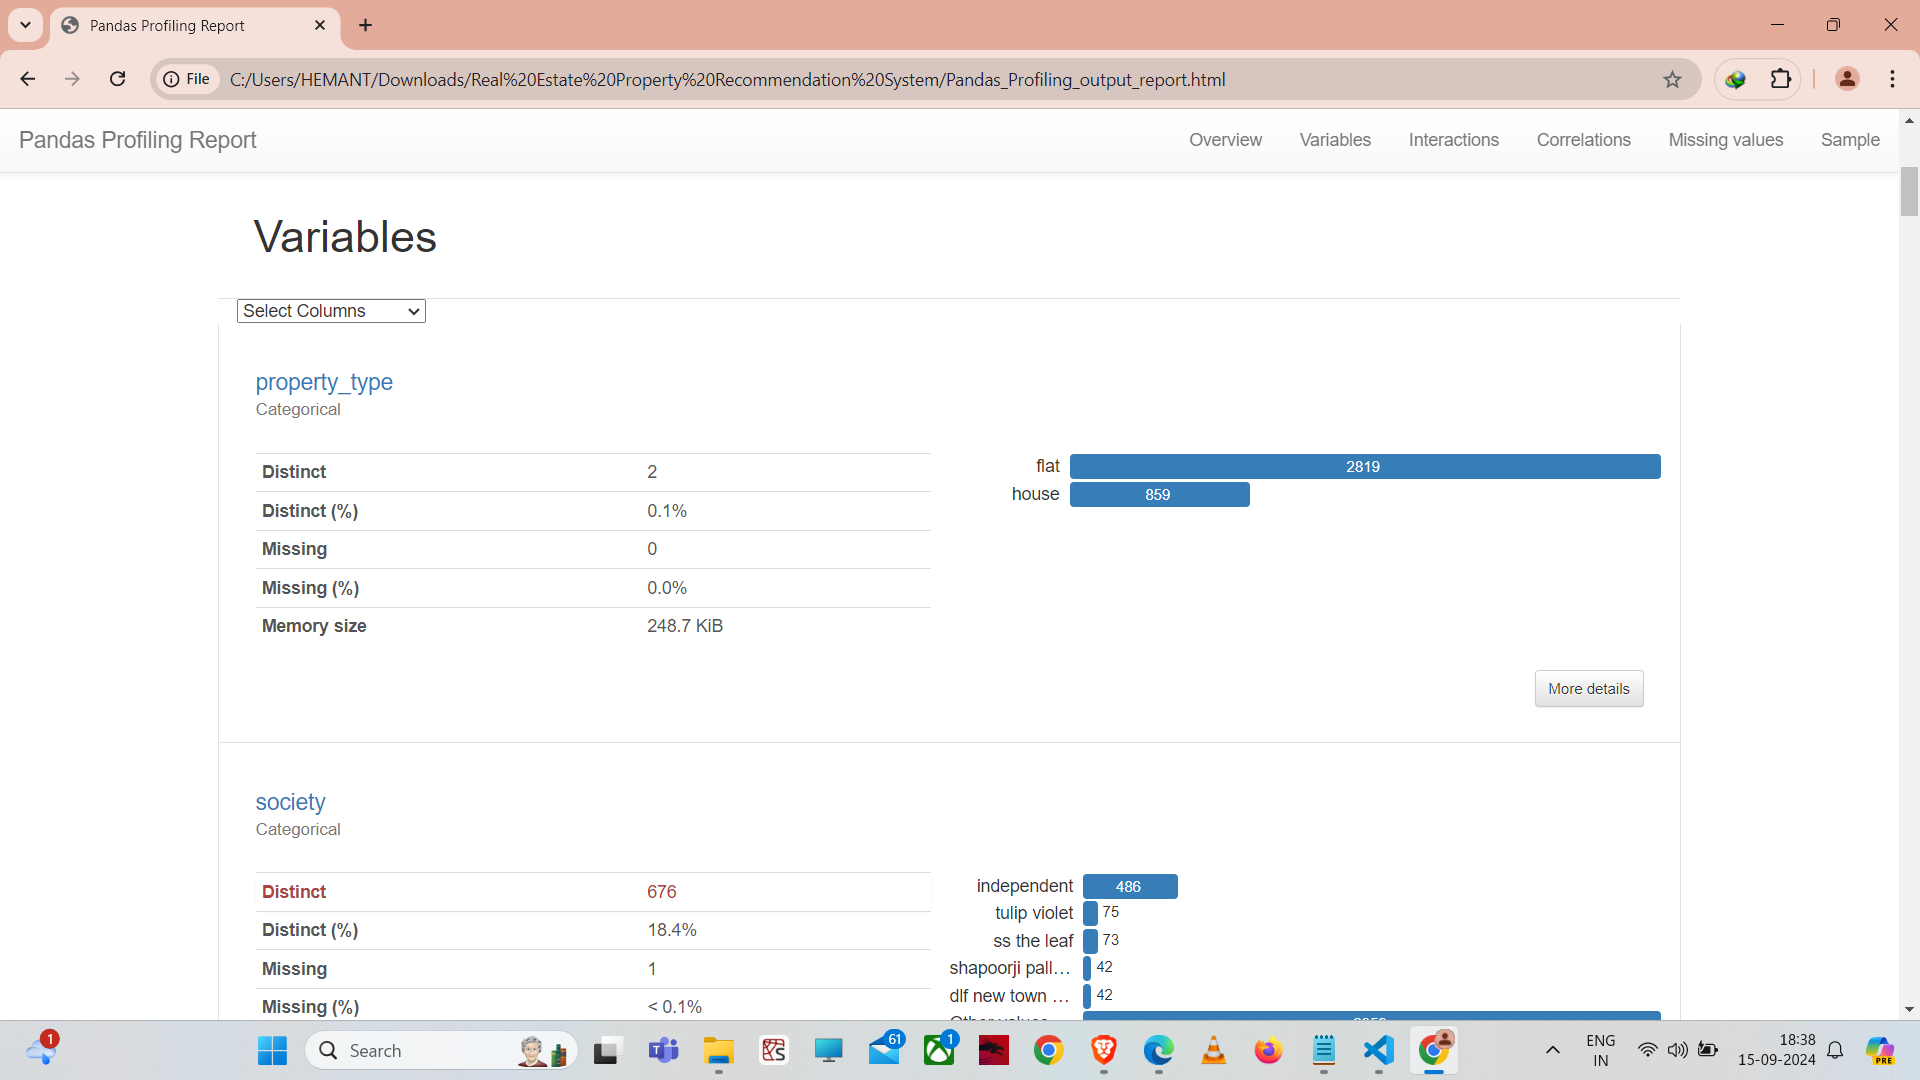 Pandas Profiling Report
File C:/Users/HEMANT/Downloads/Real%20Estate%20Property%20Recommendation%20System/Pandas_Profiling_output_report.html
Pandas Profiling Report Overview Variables Interactions Correlations Missing values Sample
Variables
Select Columns
property_type
Categorical
Distinct 2
Distinct (%) 0.1%
Missing 0
Missing (%) 0.0%
Memory size 248.7 KiB
flat 2819
house 859
More details
society
Categorical
Distinct 676
Distinct (%) 18.4%
Missing 1
Missing (%) < 0.1%
independent 486
tulip violet 75
ss the leaf 73
shapoorji pall... 42
dlf new town ... 42
1
Search
61
1
ENG
IN
18:38
15-09-2024
PRE